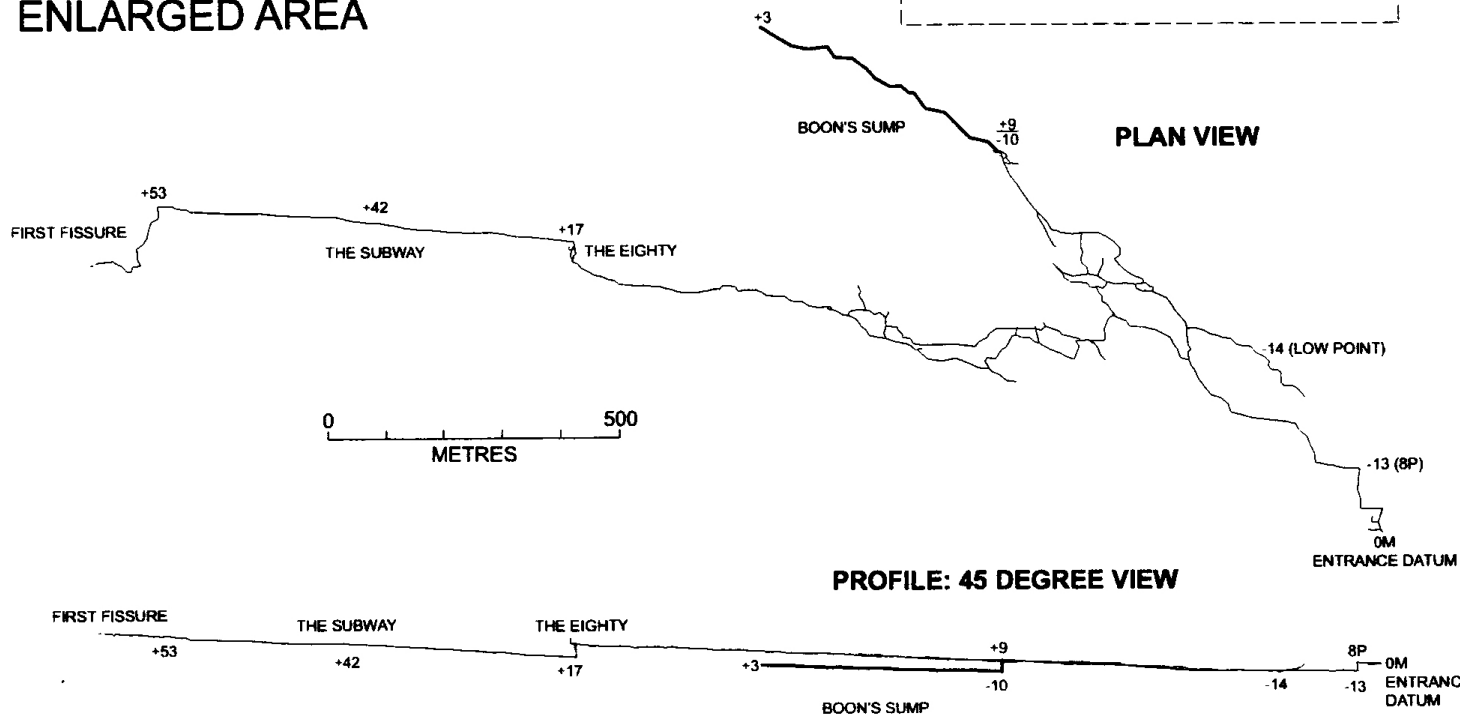 ENLARGED AREA
+3
BOON'S SUMP
+9
-10
PLAN VIEW
+53
FIRST FISSURE
+42
THE SUBWAY
+17
THE EIGHTY
-14 (LOW POINT)
0 500
METRES
-13 (8P)
0M
ENTRANCE DATUM
PROFILE: 45 DEGREE VIEW
FIRST FISSURE
THE SUBWAY
THE EIGHTY
+53
+42
+17
+3
+9
-10
BOON'S SUMP
8P
-14
-13
0M
ENTRANC
DATUM